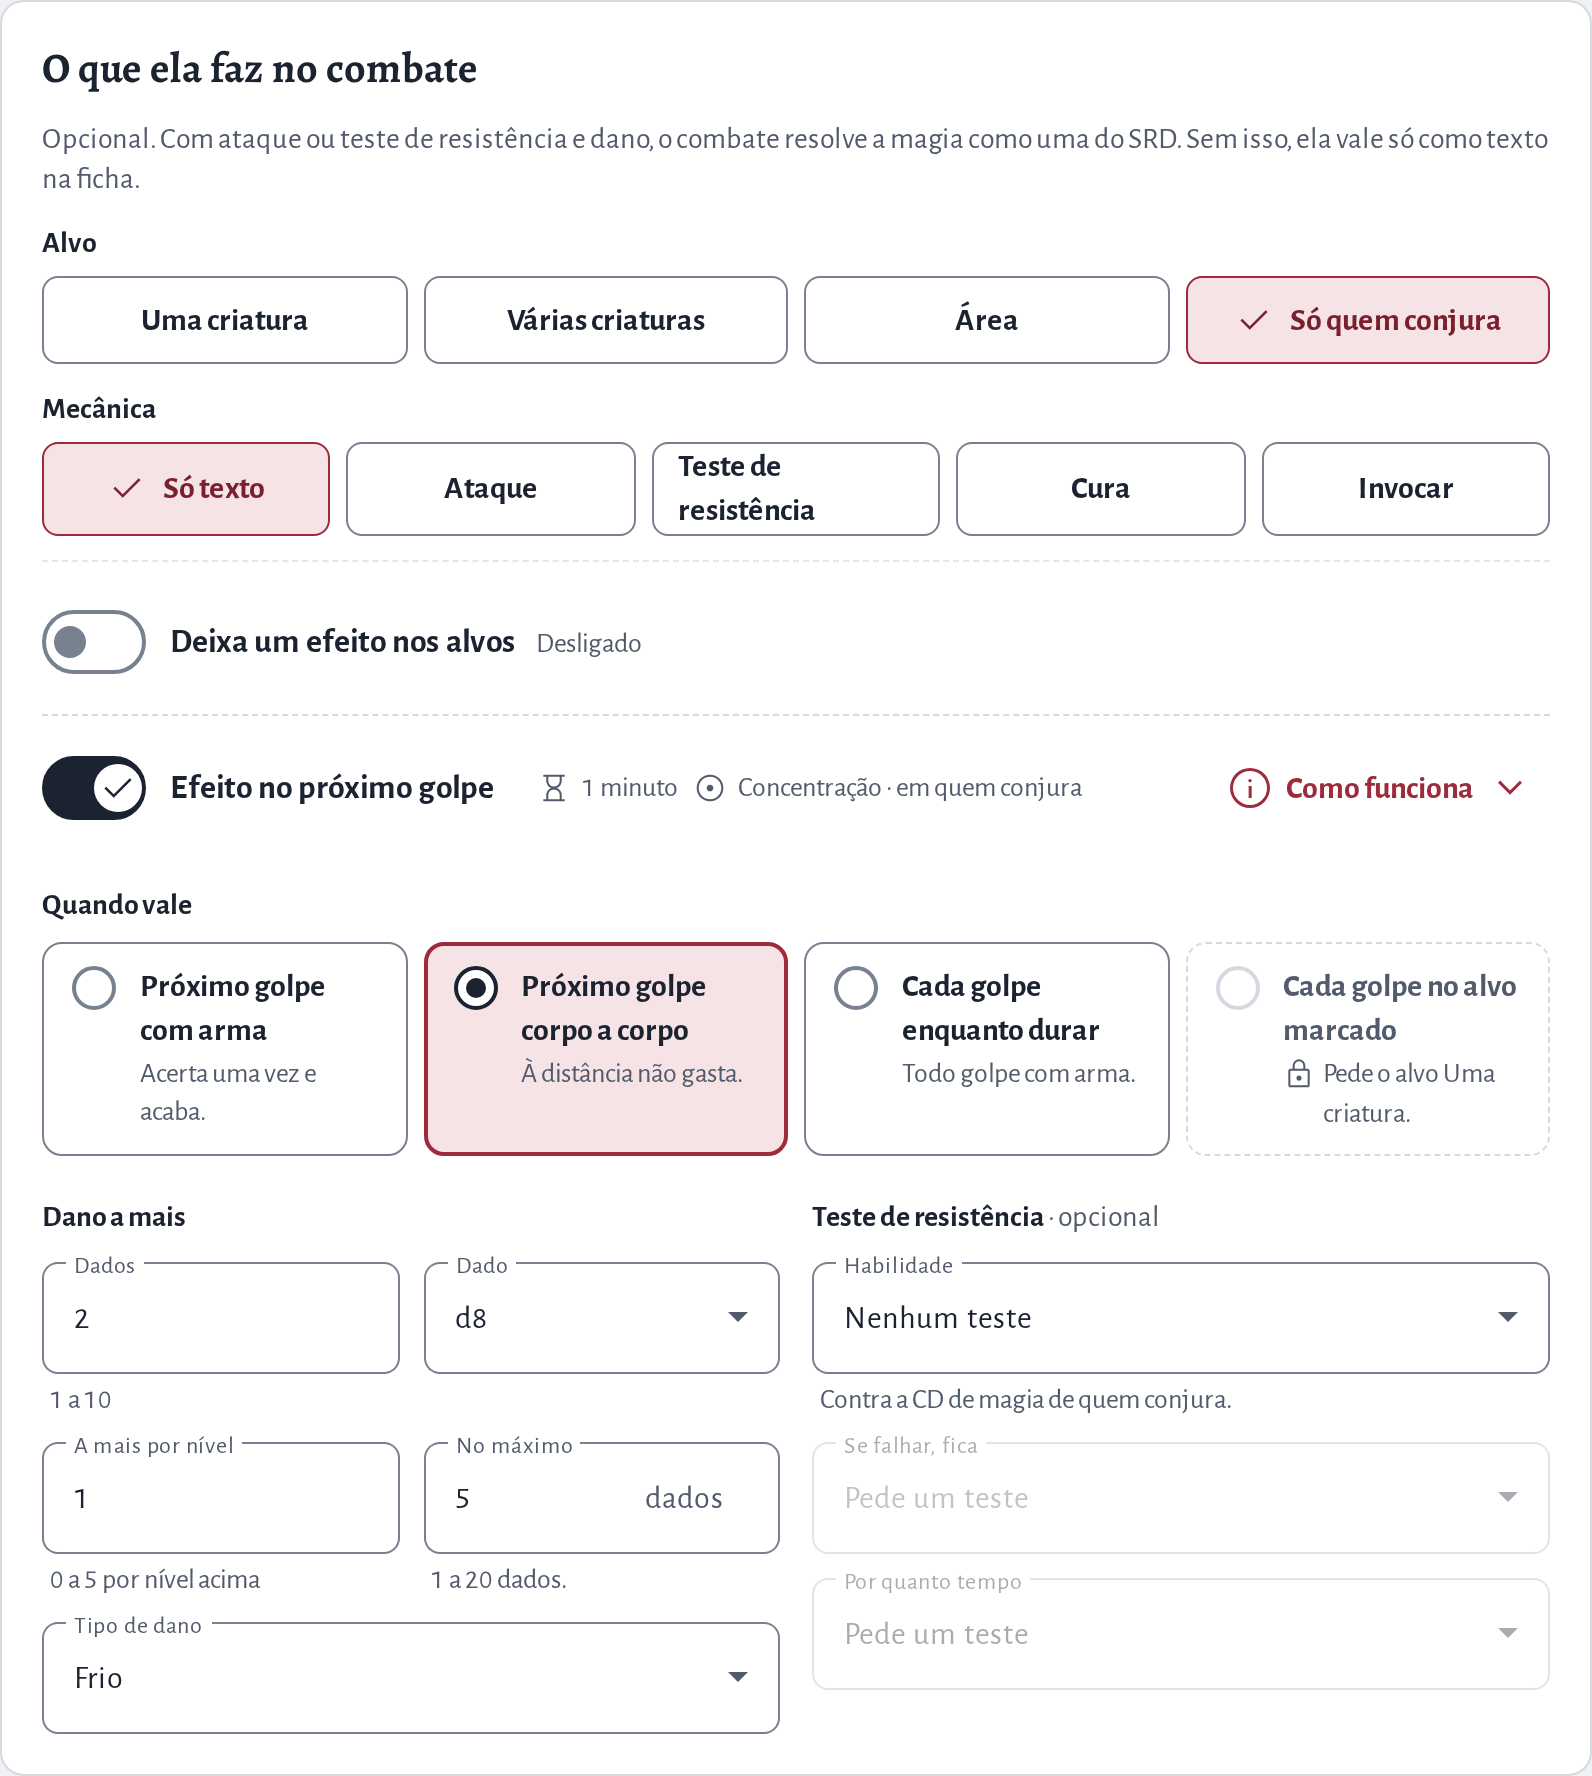 O que ela faz no combate
Opcional. Com ataque ou teste de resistência e dano, o combate resolve a magia como uma do SRD. Sem isso, ela vale só como texto
na ficha.
Alvo
Uma criatura
Várias criaturas
Área
Só quem conjura
Mecânica
Só texto
Ataque
Teste de
resistência
Cura
Invocar
Deixa um efeito nos alvos Desligado
Efeito no próximo golpe 1 minuto Concentração · em quem conjura
Como funciona
Quando vale
Próximo golpe
com arma
Acerta uma vez e
acaba.
Próximo golpe
corpo a corpo
À distância não gasta.
Cada golpe
enquanto durar
Todo golpe com arma.
Cada golpe no alvo
marcado
Pede o alvo Uma
criatura.
Dano a mais
Dados
2
1 a 10
Dado
d8
A mais por nível
1
0 a 5 por nível acima
No máximo
5 dados
1 a 20 dados.
Tipo de dano
Frio
Teste de resistência · opcional
Habilidade
Nenhum teste
Contra a CD de magia de quem conjura.
Se falhar, fica
Pede um teste
Por quanto tempo
Pede um teste